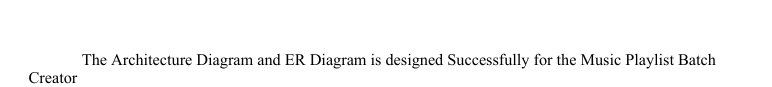 The Architecture Diagram and ER Diagram is designed Successfully for the Music Playlist Batch
Creator